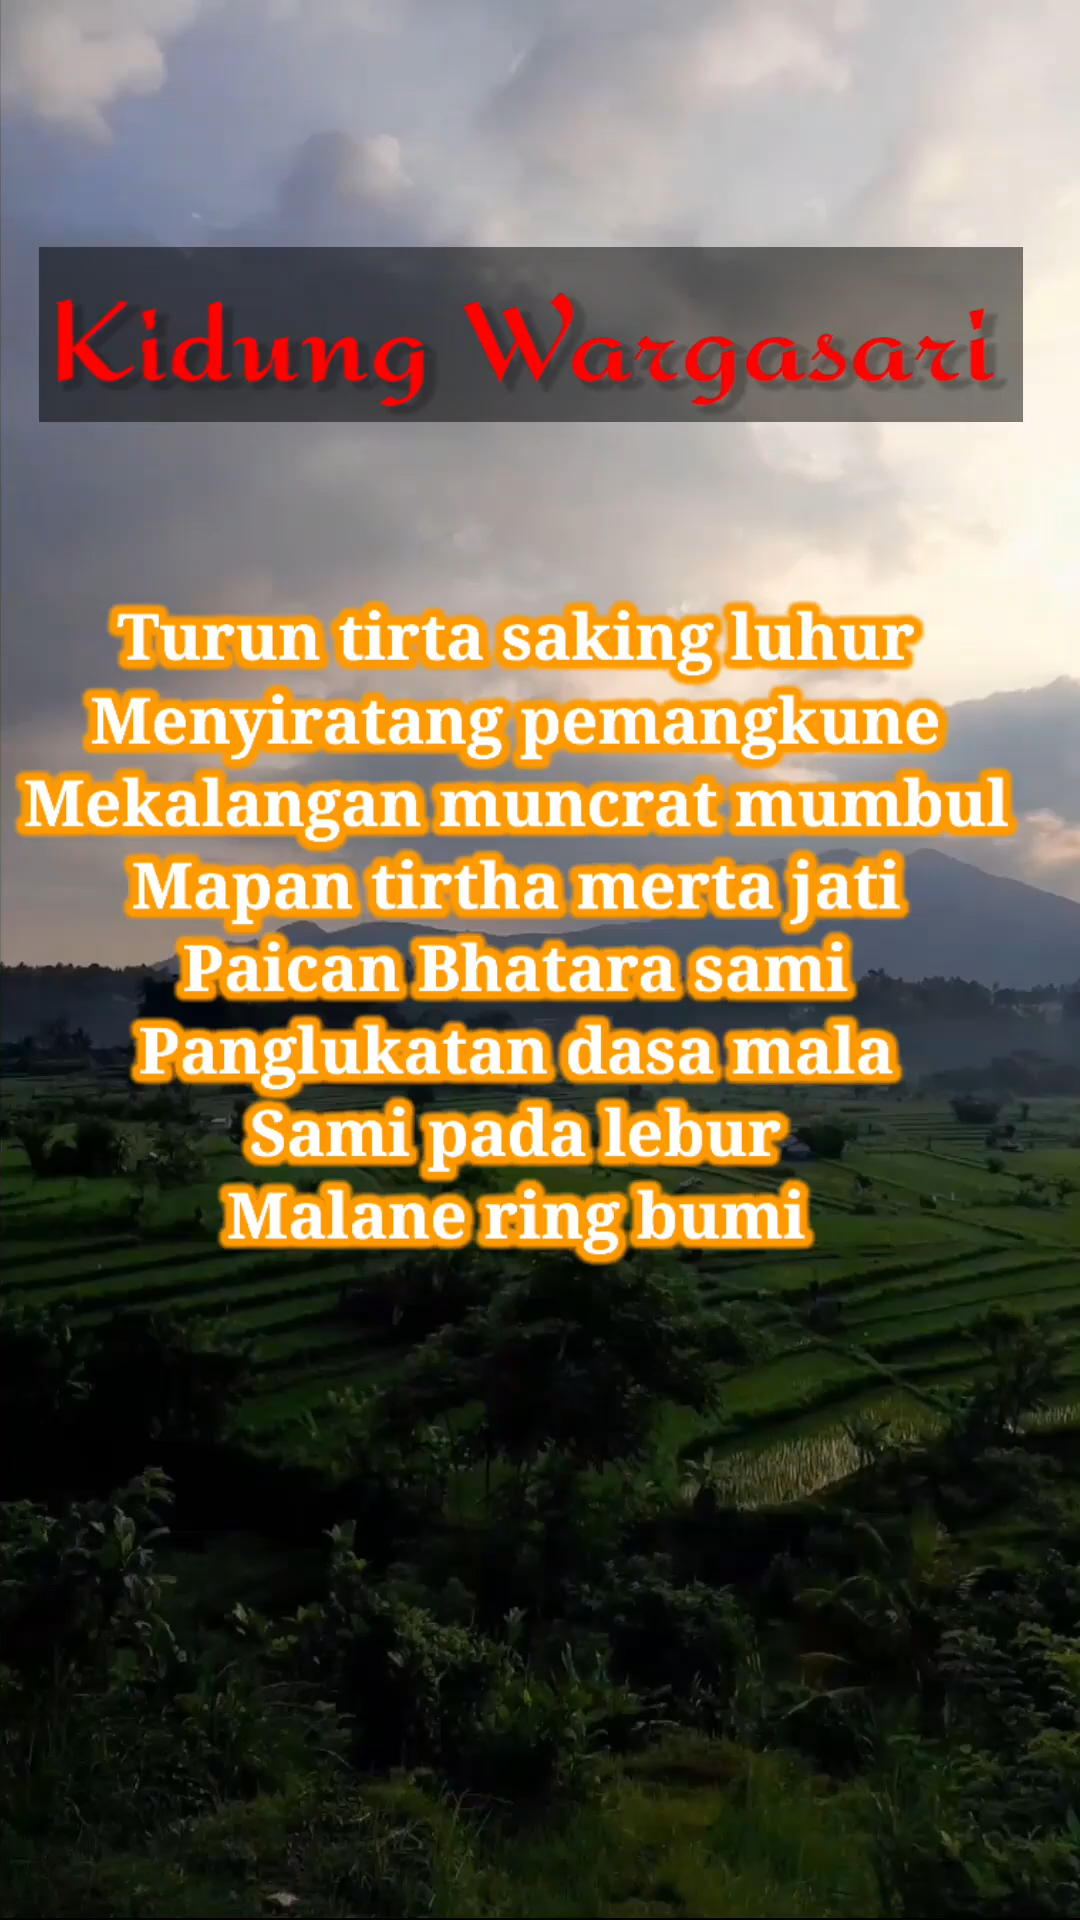 Kidung Wargasari
Turun tirta saking luhur
Menyiratang pemangkune
Mekalangan muncrat mumbul
Mapan tirtha merta jati
Paican Bhatara sami
Panglukatan dasa mala
Sami pada lebur
Malane ring bumi